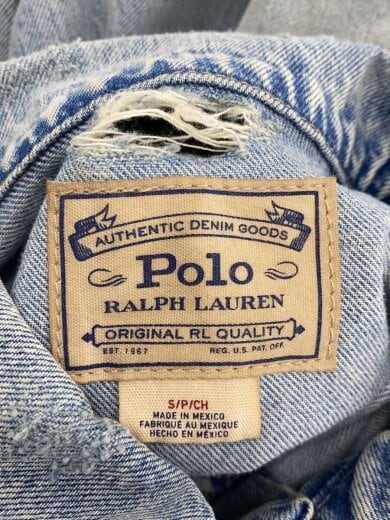 AUTHENTIC DENIM GOODS
Polo
RALPH LAUREN
ORIGINAL RL QUALITY
EST. 1967 REG. U.S. PAT. OFF.
S/P/CH
MADE IN MEXICO
FABRIQUÉ AU MEXIQUE
HECHO EN MÉXICO